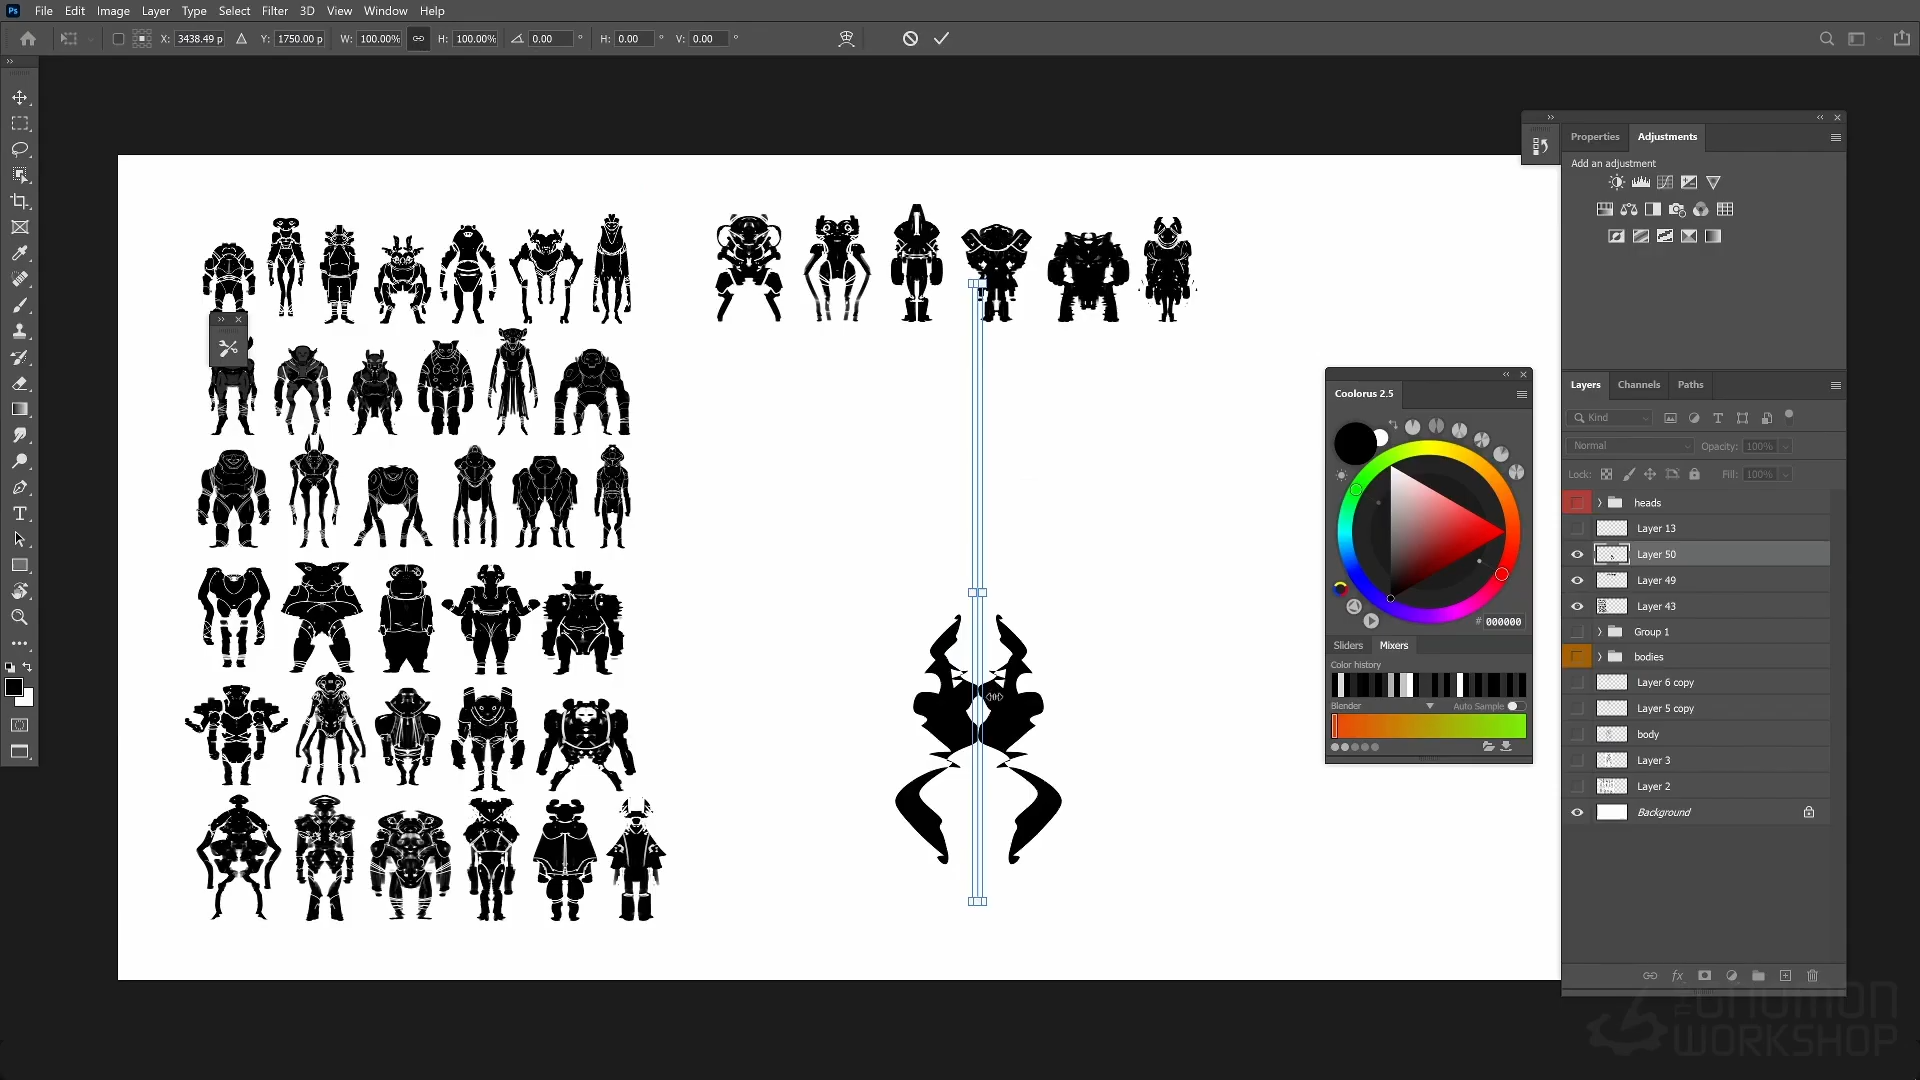 Ps File Edit Image Layer Type Select Filter 3D View Window Help
X: 3438.49 p Y: 1750.00 p W: 100.00% H: 100.00% 0.00 ° H: 0.00 ° V: 0.00 °
Properties Adjustments
Add an adjustment
Layers Channels Paths
Kind
Normal Opacity: 100%
Lock: Fill: 100%
heads
Layer 13
Layer 50
Layer 49
Layer 43
Group 1
bodies
Layer 6 copy
Layer 5 copy
body
Layer 3
Layer 2
Background
fx
Coolorus 2.5
# 000000
Sliders Mixers
Color history
Blender Auto Sample
THE GNOMON
WORKSHOP